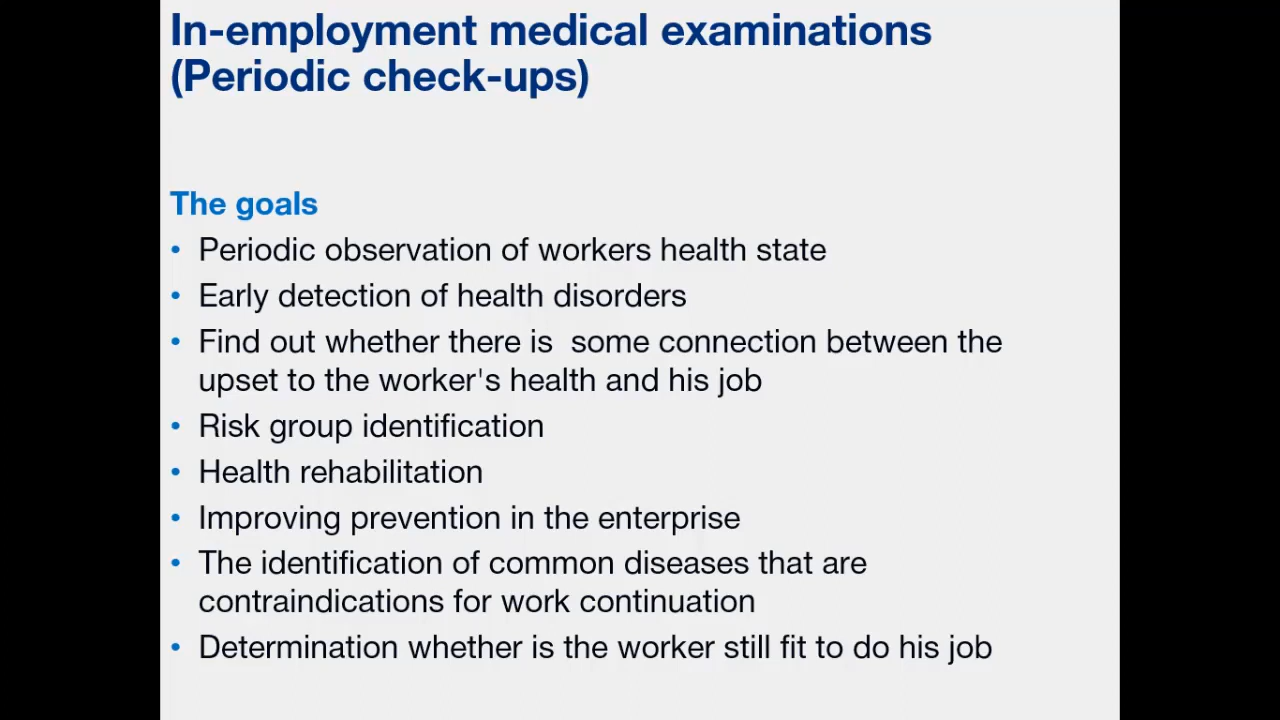 In-employment medical examinations
(Periodic check-ups)
The goals
• Periodic observation of workers health state
• Early detection of health disorders
• Find out whether there is  some connection between the
upset to the worker's health and his job
• Risk group identification
• Health rehabilitation
• Improving prevention in the enterprise
• The identification of common diseases that are
contraindications for work continuation
• Determination whether is the worker still fit to do his job